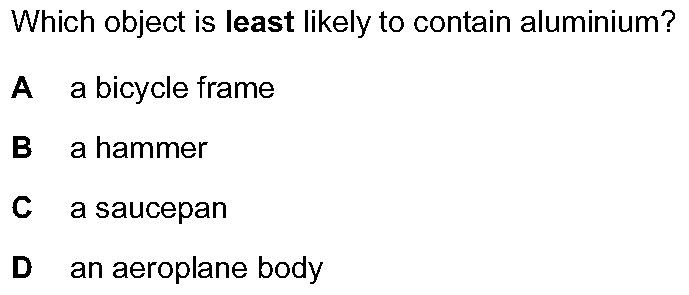 Which object is least likely to contain aluminium?
A a bicycle frame
B a hammer
C a saucepan
D an aeroplane body